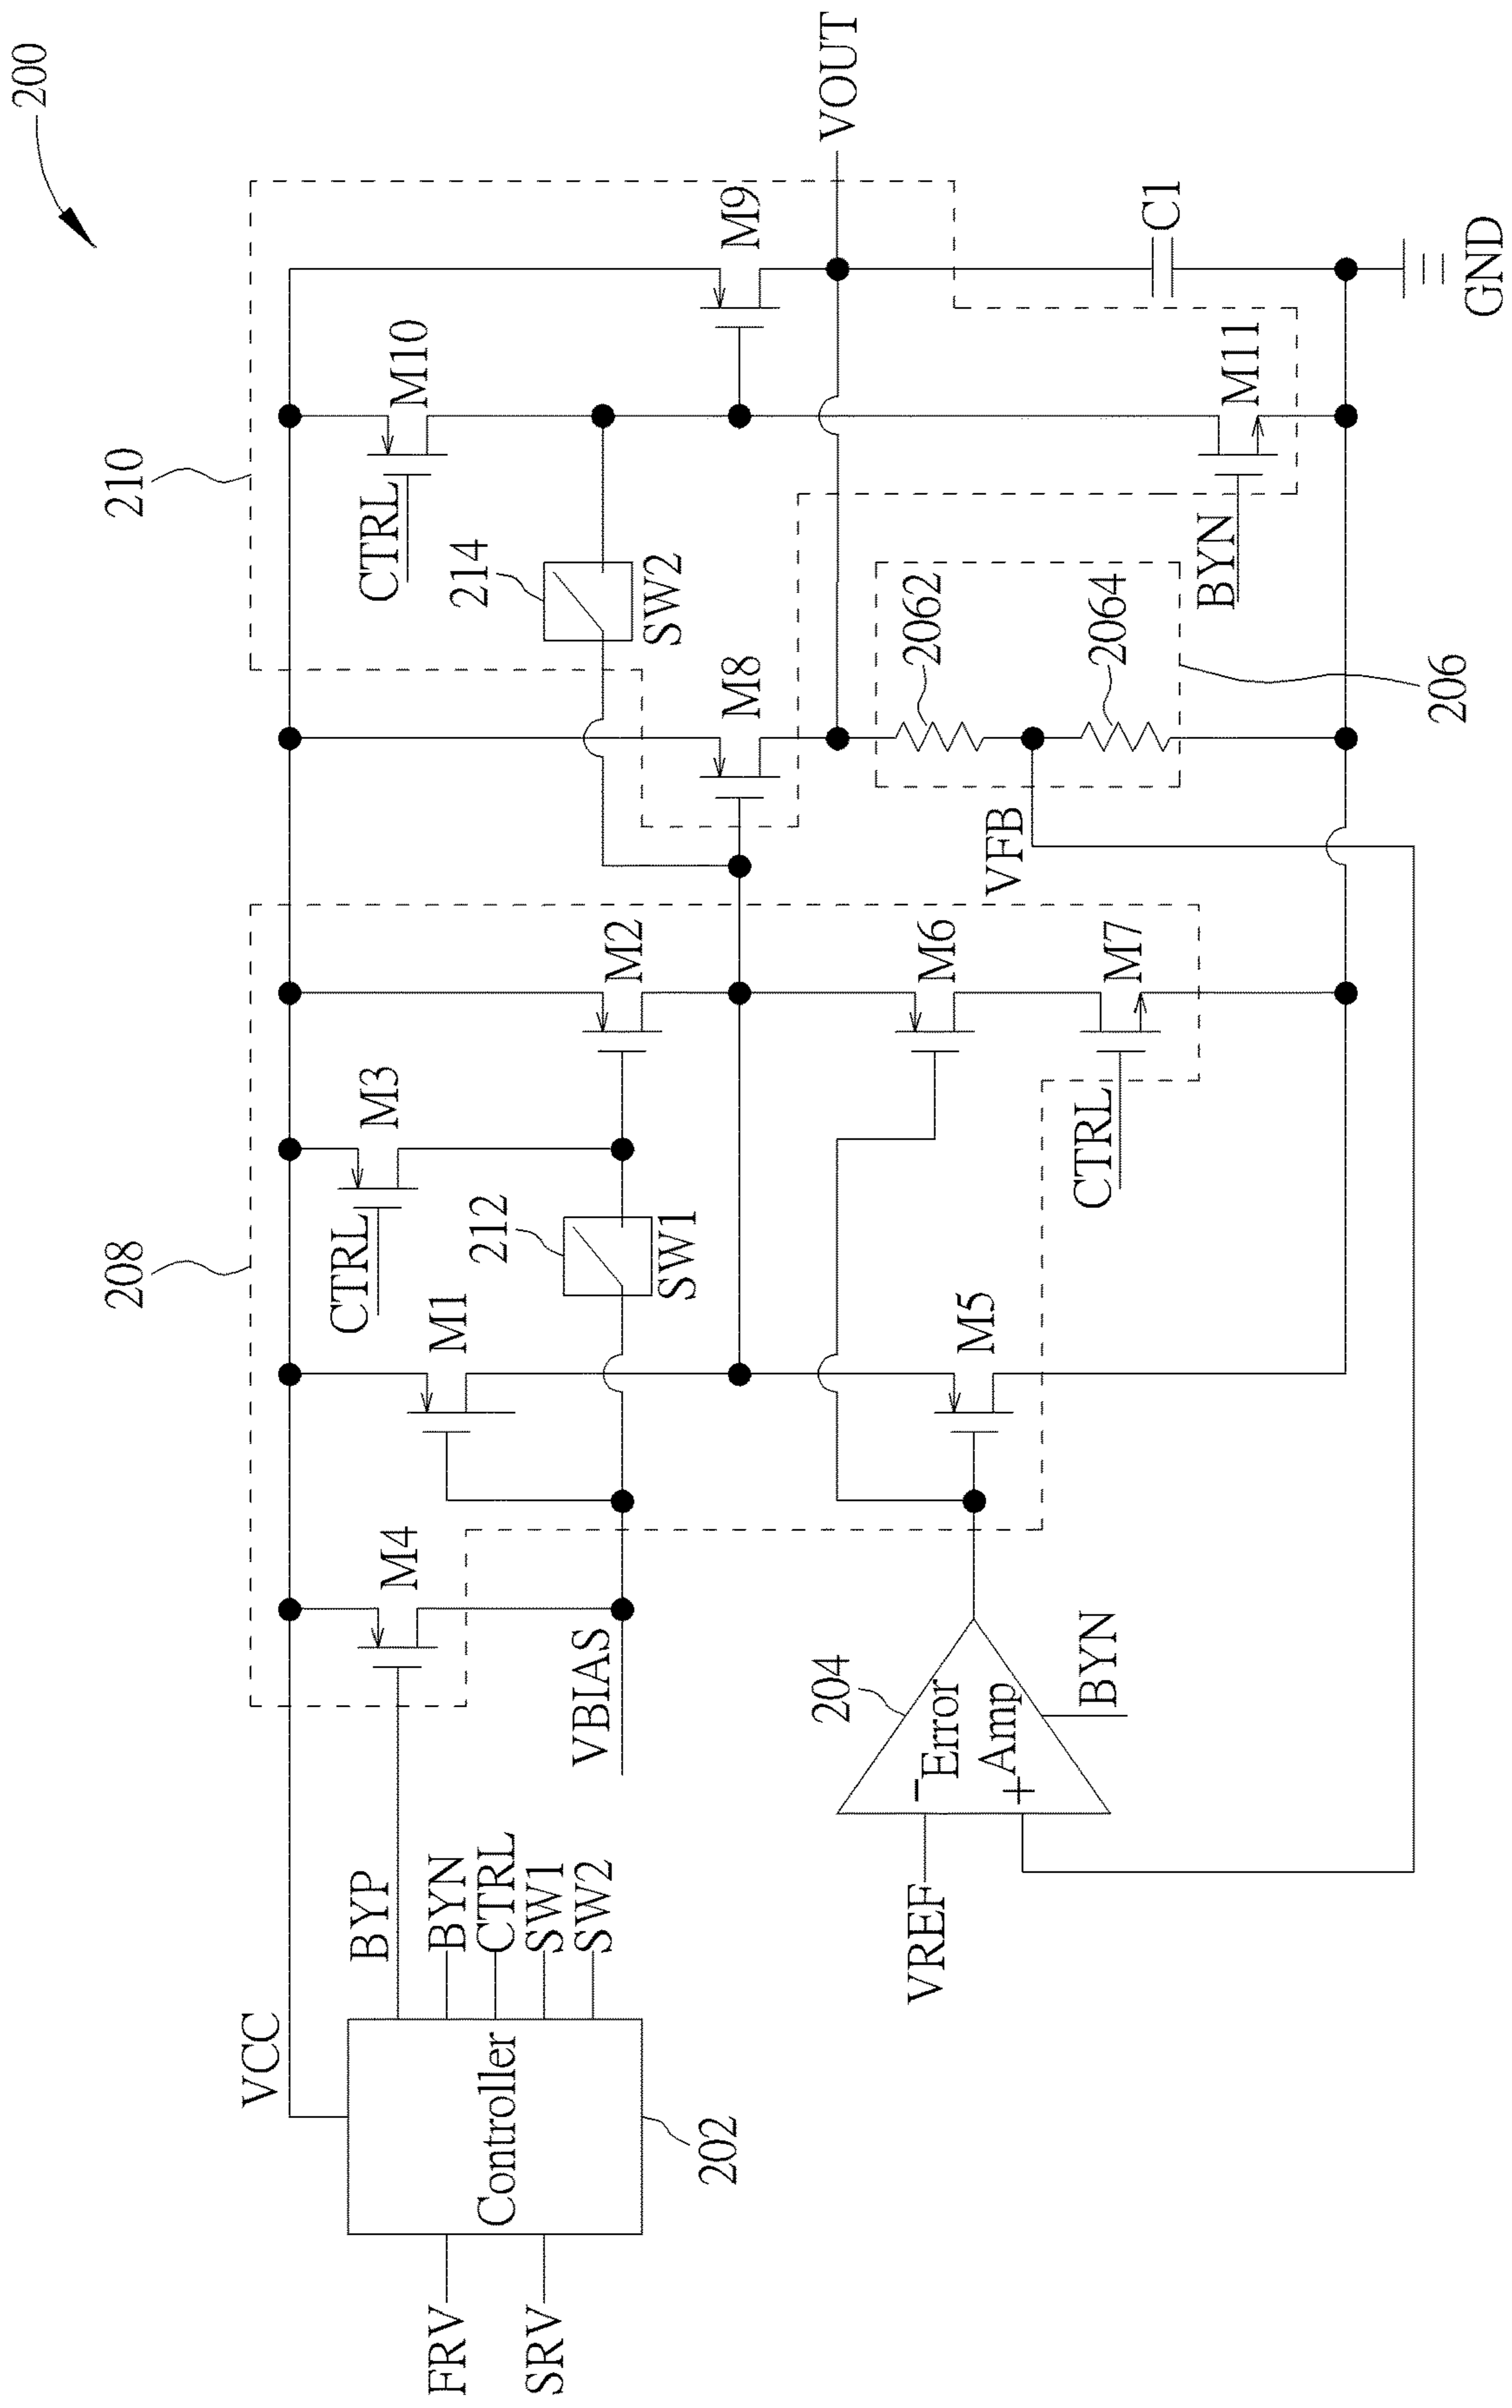 200
210
208
VCC
BYP
BYN
CTRL
SW1
SW2
Controller
202
FRV
SRV
M4
VBIAS
M1
CTRL
M3
212
SW1
M2
CTRL
M10
214
SW2
M8
M9
VOUT
204
Error
Amp
−
+
VREF
BYN
M5
M6
M7
CTRL
VFB
2062
2064
206
BYN
M11
C1
GND